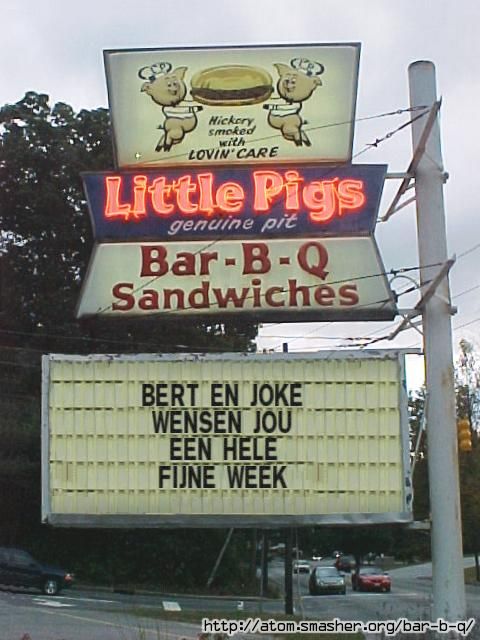 Hickory
smoked
with
LOVIN' CARE
Little Pigs
genuine pit
Bar-B-Q
Sandwiches
BERT EN JOKE
WENSEN JOU
EEN HELE
FIJNE WEEK
http://atom.smasher.org/bar-b-q/